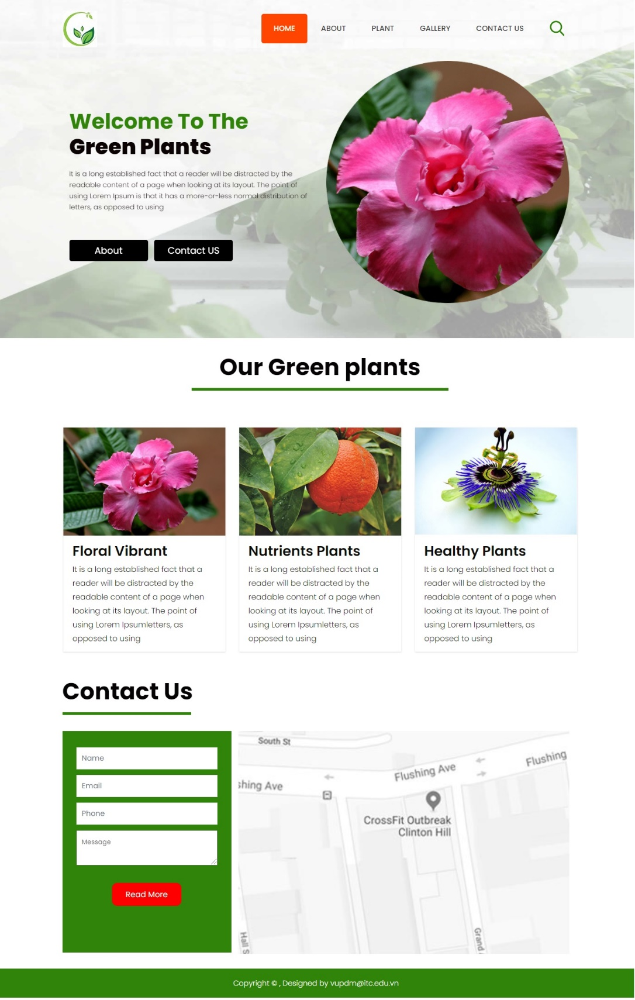 HOME ABOUT PLANT GALLERY CONTACT US
Welcome To The
Green Plants
It is a long established fact that a reader will be distracted by the
readable content of a page when looking at its layout. The point of
using Lorem Ipsum is that it has a more-or-less normal distribution of
letters, as opposed to using
About Contact US
Our Green plants
Floral Vibrant
It is a long established fact that a
reader will be distracted by the
readable content of a page when
looking at its layout. The point of
using Lorem Ipsumletters, as
opposed to using
Nutrients Plants
It is a long established fact that a
reader will be distracted by the
readable content of a page when
looking at its layout. The point of
using Lorem Ipsumletters, as
opposed to using
Healthy Plants
It is a long established fact that a
reader will be distracted by the
readable content of a page when
looking at its layout. The point of
using Lorem Ipsumletters, as
opposed to using
Contact Us
Name
Email
Phone
Message
Read More
South St
Flushing
Flushing Ave
shing Ave
CrossFit Outbreak
Clinton Hill
Hall S
Grand
Copyright © , Designed by vupdm@itc.edu.vn